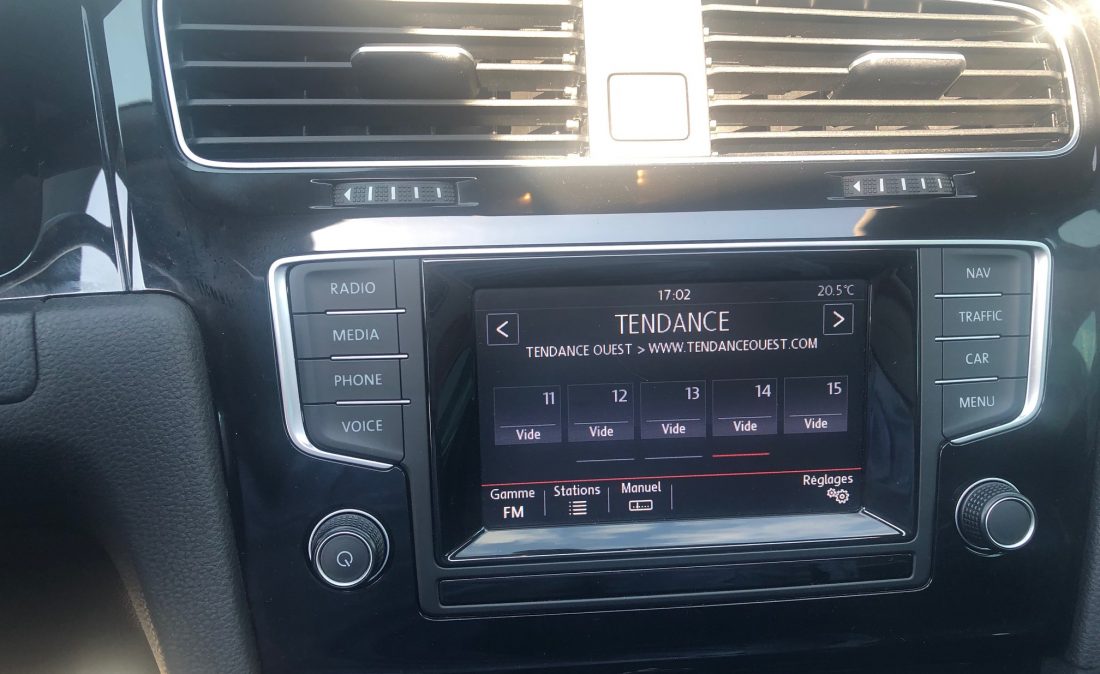 RADIO
MEDIA
PHONE
VOICE
17:02
20.5°C
<
TENDANCE
>
TENDANCE OUEST > WWW.TENDANCEOUEST.COM
11
12
13
14
15
Vide
Vide
Vide
Vide
Vide
Gamme
FM
Stations
Manuel
Réglages
NAV
TRAFFIC
CAR
MENU